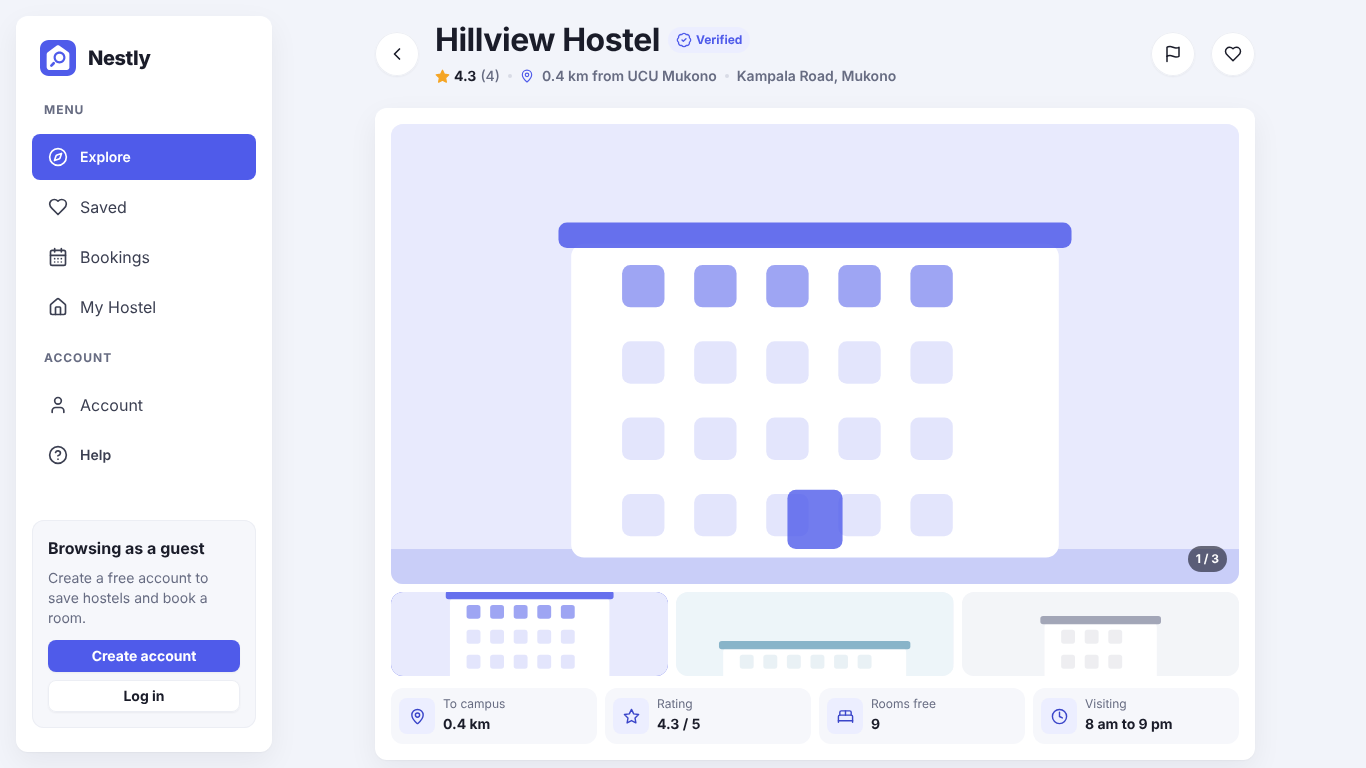 Nestly
MENU
Explore
Saved
Bookings
My Hostel
ACCOUNT
Account
Help
Browsing as a guest
Create a free account to
save hostels and book a
room.
Create account
Log in
Hillview Hostel
Verified
4.3 (4) • 0.4 km from UCU Mukono • Kampala Road, Mukono
1 / 3
To campus
0.4 km
Rating
4.3 / 5
Rooms free
9
Visiting
8 am to 9 pm